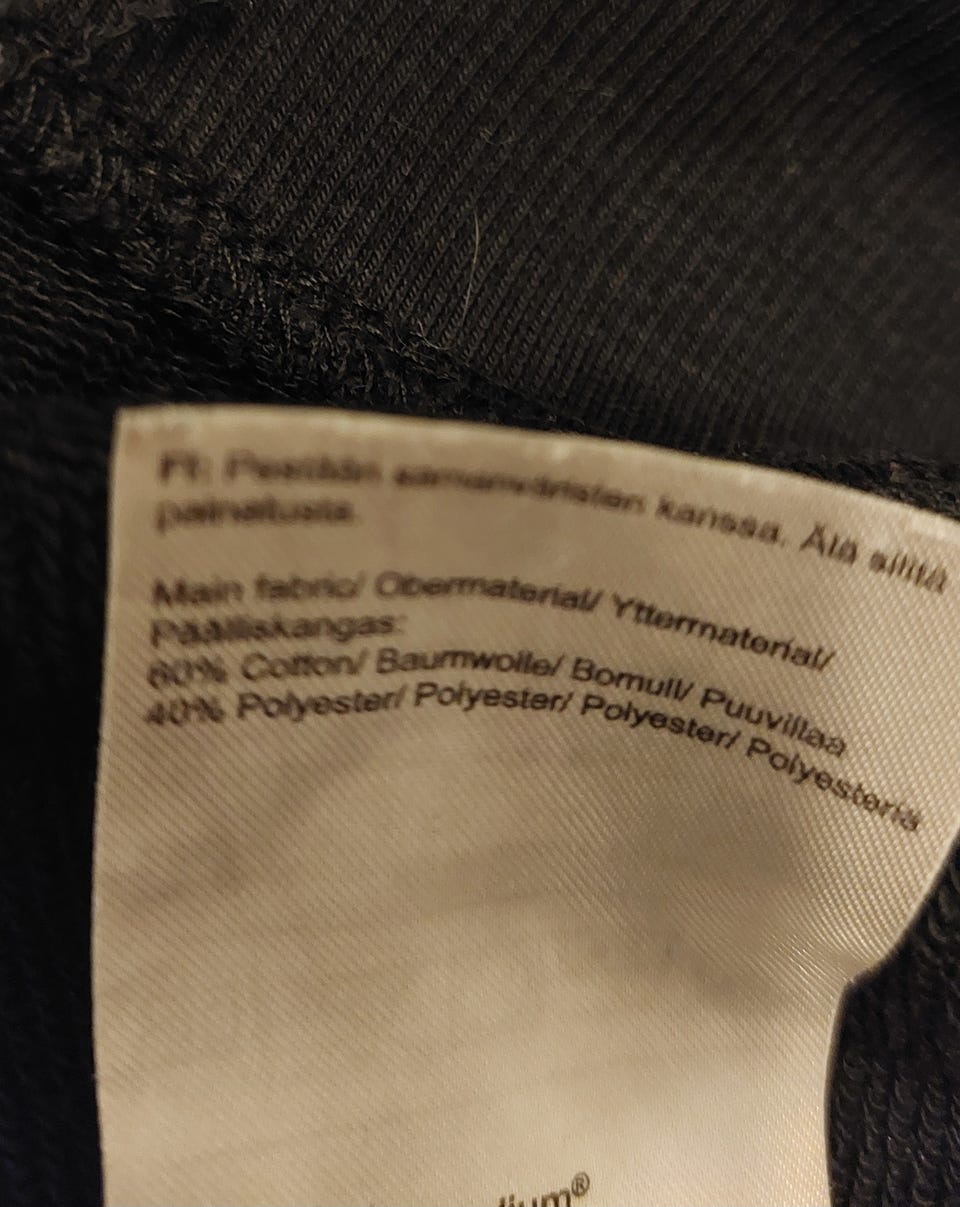 FI: Pestään samanväristen kanssa. Älä silitä
painatusta.
Main fabric/ Obermaterial/ Yttermaterial/
Päälliskangas:
60% Cotton/ Baumwolle/ Bomull/ Puuvillaa
40% Polyester/ Polyester/ Polyester/ Polyesteria